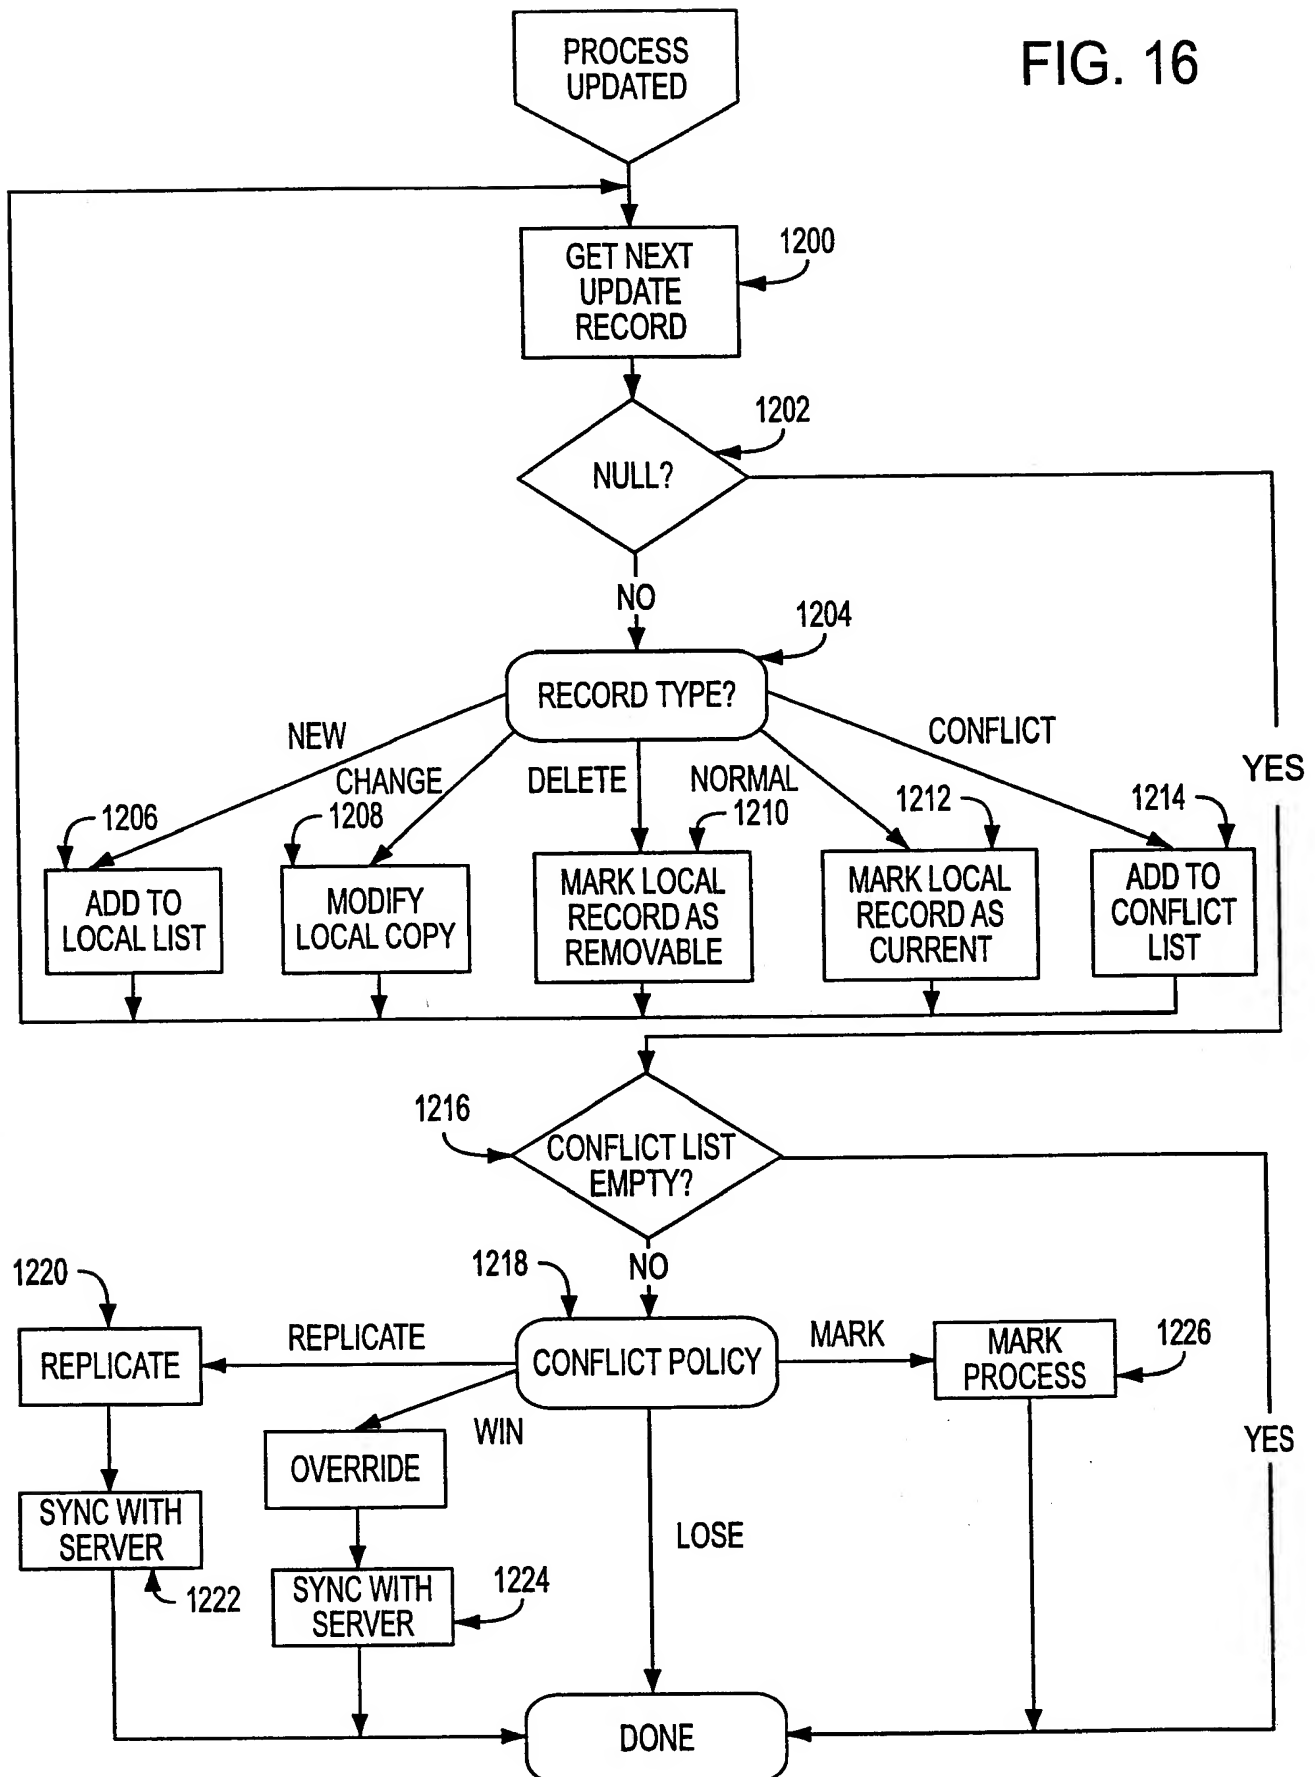 PROCESS
UPDATED
FIG. 16
GET NEXT
UPDATE
RECORD
1200
1202
NULL?
NO
1204
RECORD TYPE?
NEW
CHANGE
DELETE
NORMAL
CONFLICT
YES
1206
1208
1210
1212
1214
ADD TO
LOCAL LIST
MODIFY
LOCAL COPY
MARK LOCAL
RECORD AS
REMOVABLE
MARK LOCAL
RECORD AS
CURRENT
ADD TO
CONFLICT
LIST
1216
CONFLICT LIST
EMPTY?
NO
1218
1220
REPLICATE
REPLICATE
CONFLICT POLICY
MARK
MARK
PROCESS
1226
WIN
OVERRIDE
YES
SYNC WITH
SERVER
1222
LOSE
SYNC WITH
SERVER
1224
DONE